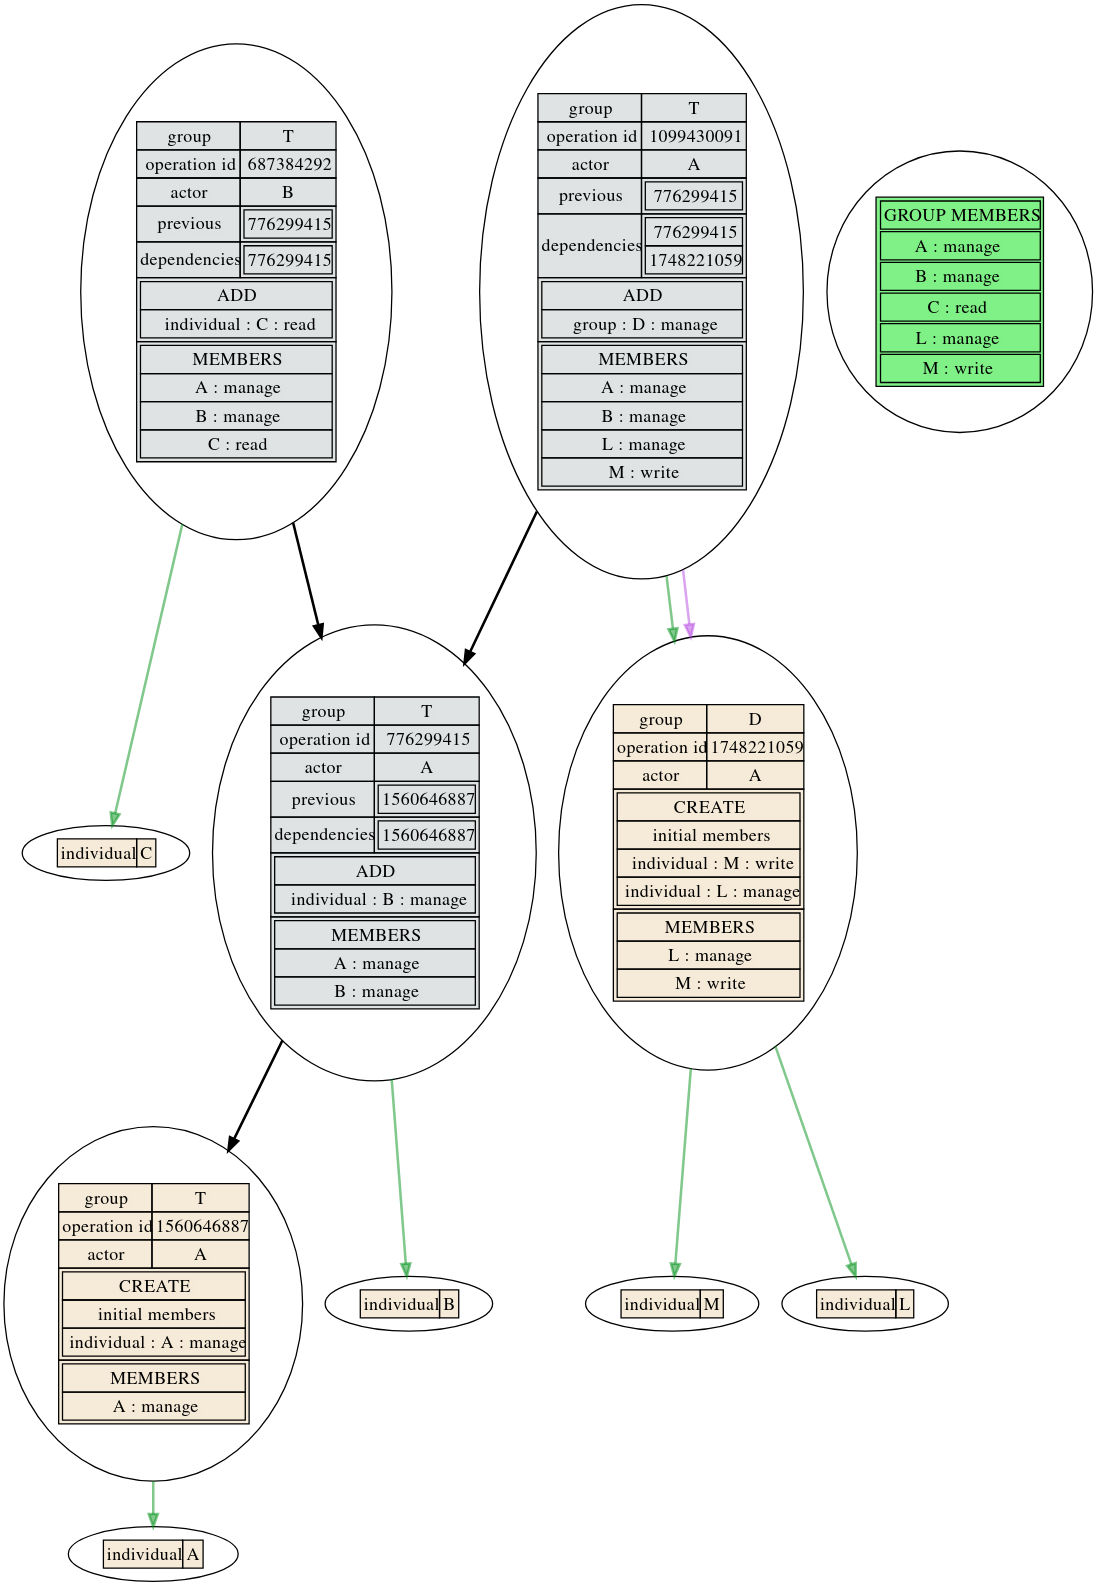 group T
operation id 687384292
actor B
previous 776299415
dependencies 776299415
ADD
individual : C : read
MEMBERS
A : manage
B : manage
C : read
group T
operation id 1099430091
actor A
previous 776299415
dependencies 776299415
1748221059
ADD
group : D : manage
MEMBERS
A : manage
B : manage
L : manage
M : write
GROUP MEMBERS
A : manage
B : manage
C : read
L : manage
M : write
individual C
group T
operation id 776299415
actor A
previous 1560646887
dependencies 1560646887
ADD
individual : B : manage
MEMBERS
A : manage
B : manage
group D
operation id 1748221059
actor A
CREATE
initial members
individual : M : write
individual : L : manage
MEMBERS
L : manage
M : write
group T
operation id 1560646887
actor A
CREATE
initial members
individual : A : manage
MEMBERS
A : manage
individual B
individual M
individual L
individual A